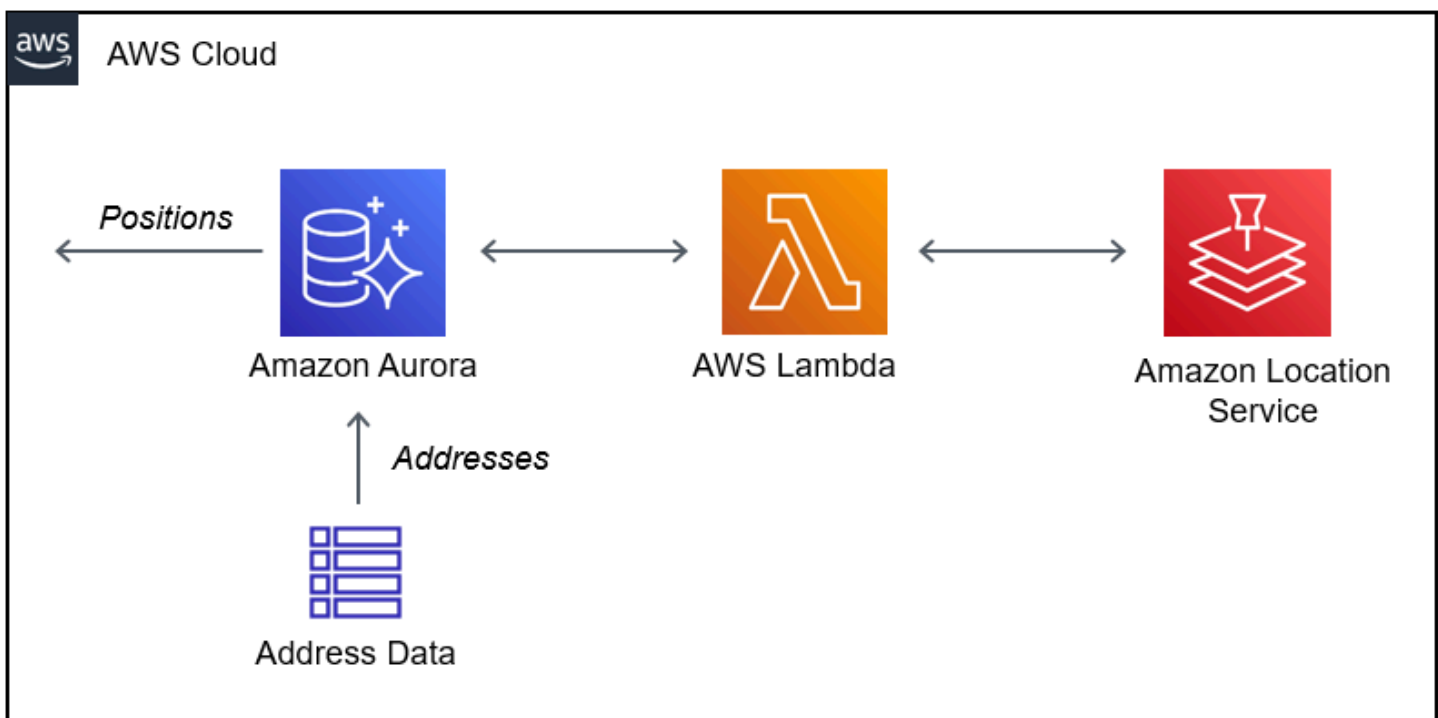 aws
AWS Cloud
Positions
Amazon Aurora
AWS Lambda
Amazon Location
Service
Addresses
Address Data